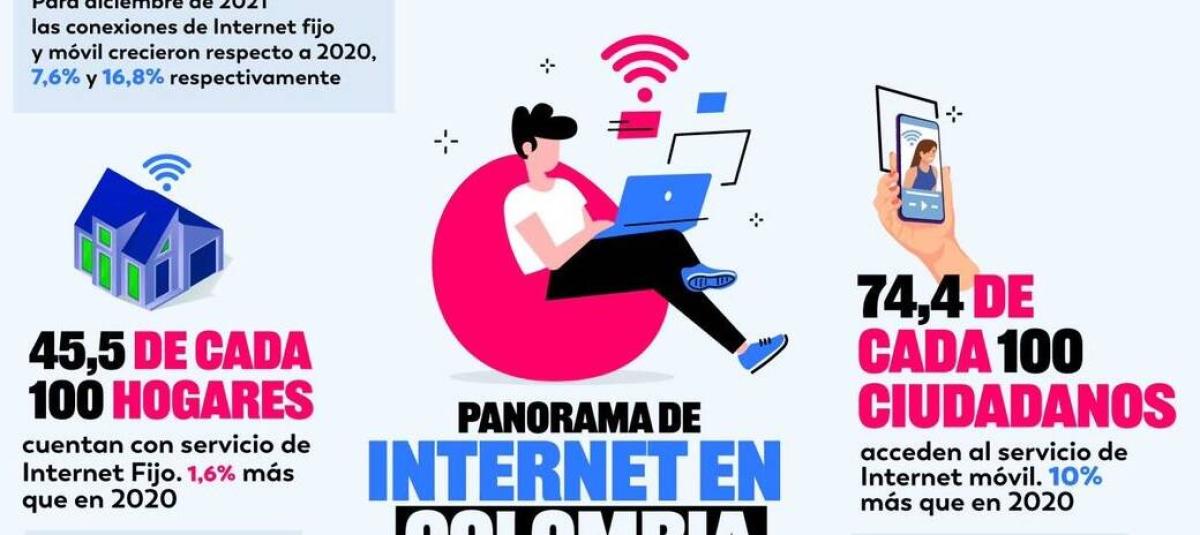 Para diciembre de 2021
las conexiones de Internet fijo
y móvil crecieron respecto a 2020,
7,6% y 16,8% respectivamente
45,5 DE CADA
100 HOGARES
cuentan con servicio de
Internet Fijo. 1,6% más
que en 2020
PANORAMA DE
INTERNET EN
COLOMBIA
74,4 DE
CADA 100
CIUDADANOS
acceden al servicio de
Internet móvil. 10%
más que en 2020